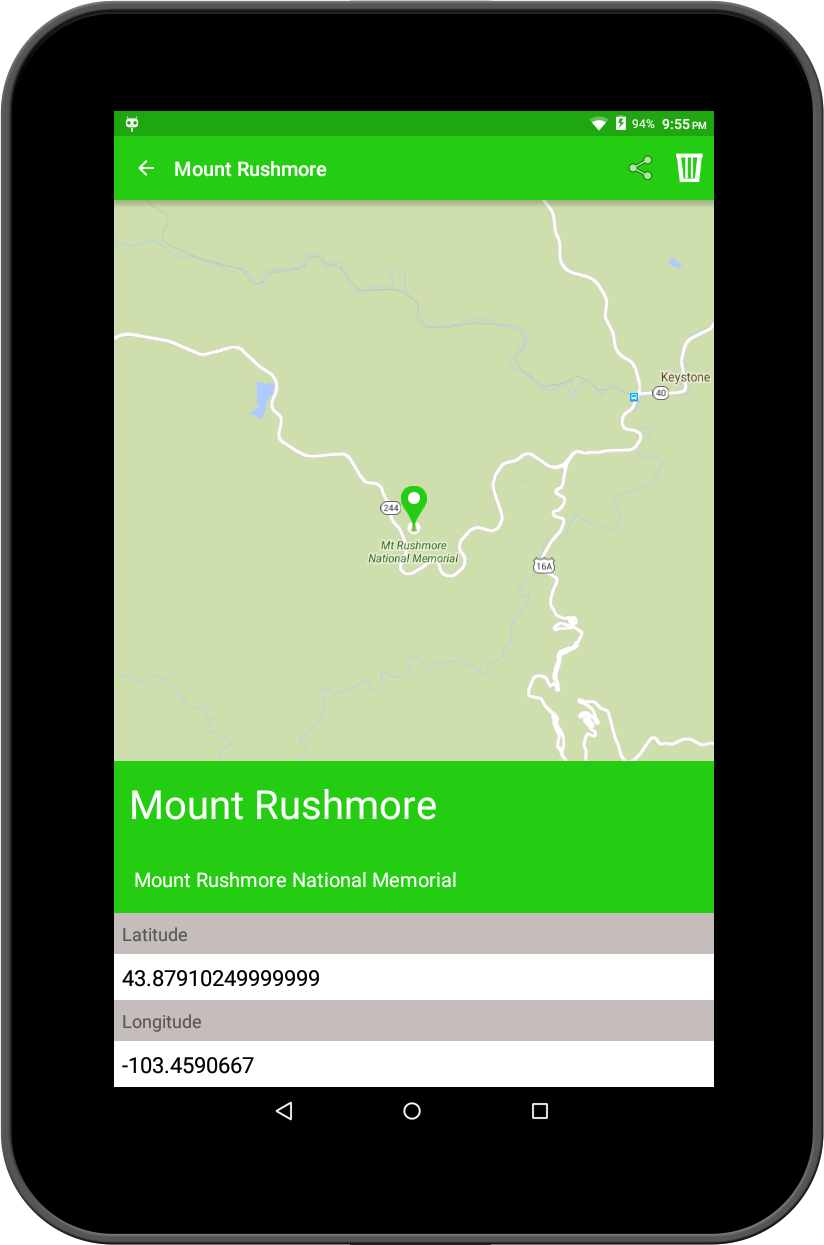 94% 9:55 PM
Mount Rushmore
Keystone
40
244
Mt Rushmore
National Memorial
16A
Mount Rushmore
Mount Rushmore National Memorial
Latitude
43.87910249999999
Longitude
-103.4590667